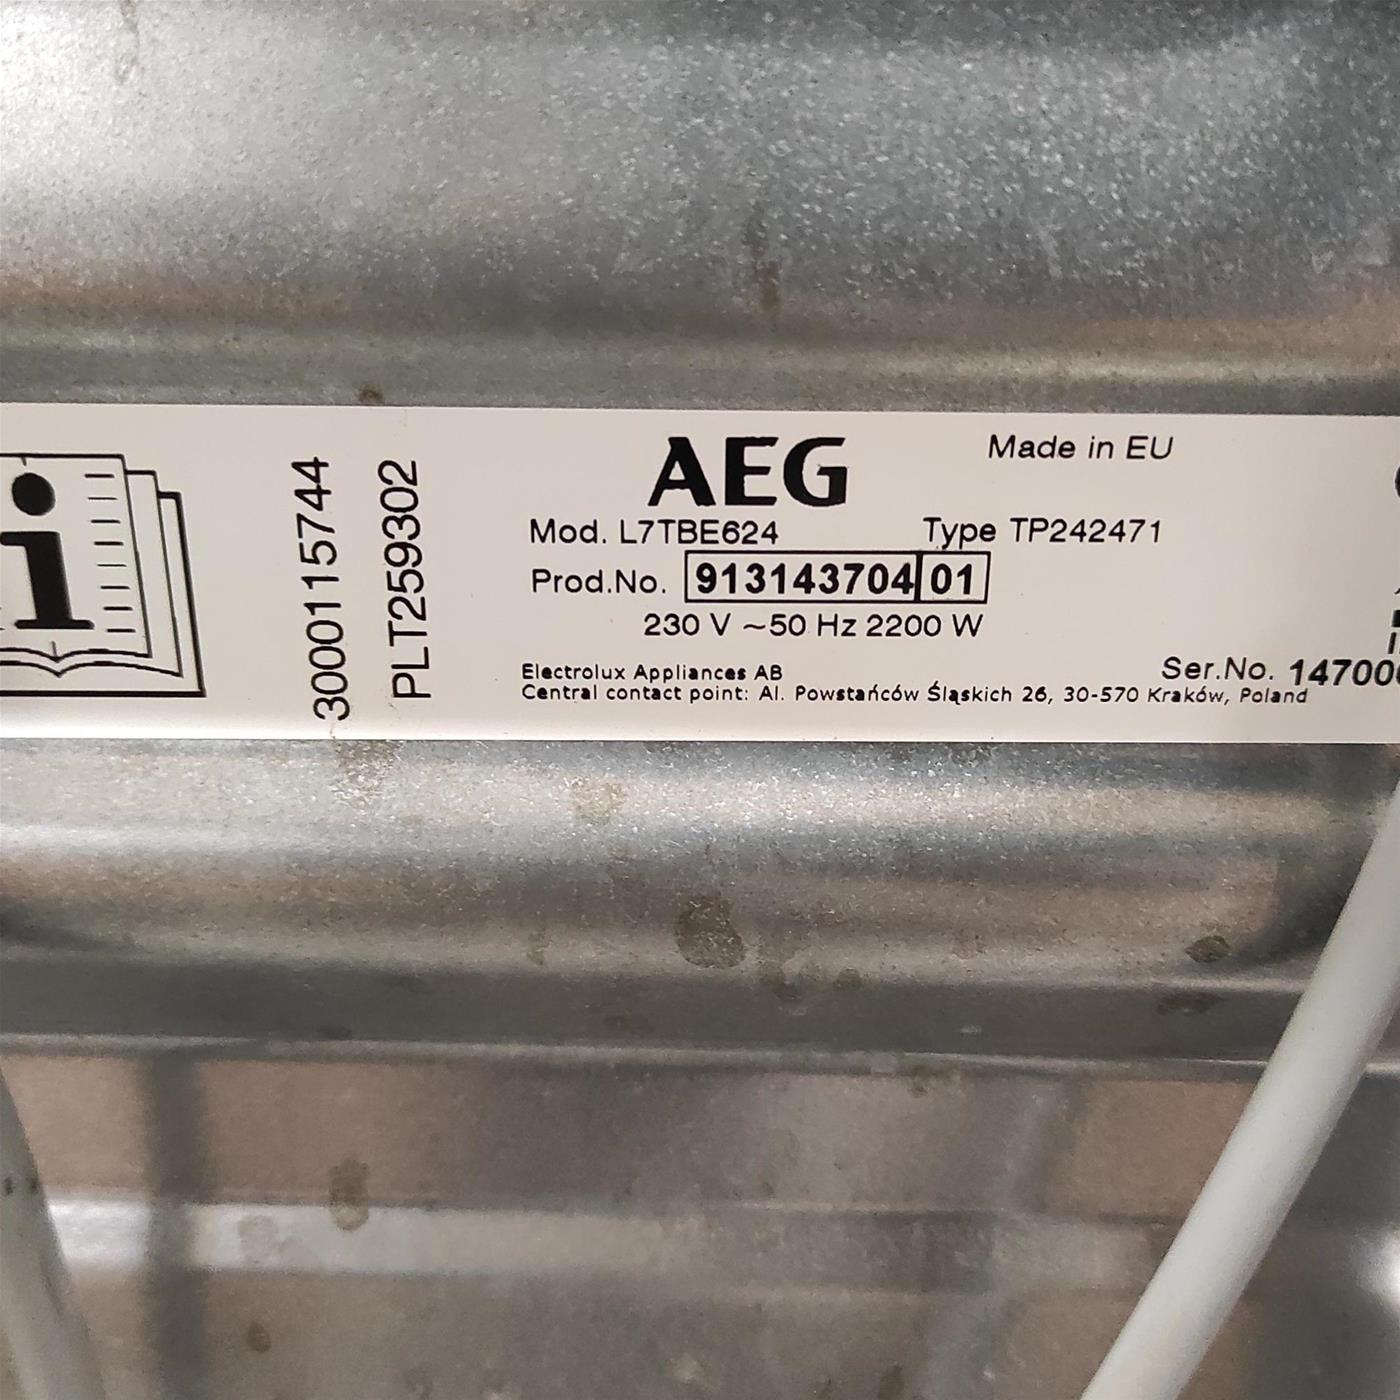 3000115744
PLT259302
AEG
Made in EU
Mod. L7TBE624
Type TP242471
Prod.No. 913143704 01
230 V ~50 Hz 2200 W
Electrolux Appliances AB
Ser.No.
Central contact point: Al. Powstańców Śląskich 26, 30-570 Kraków, Poland